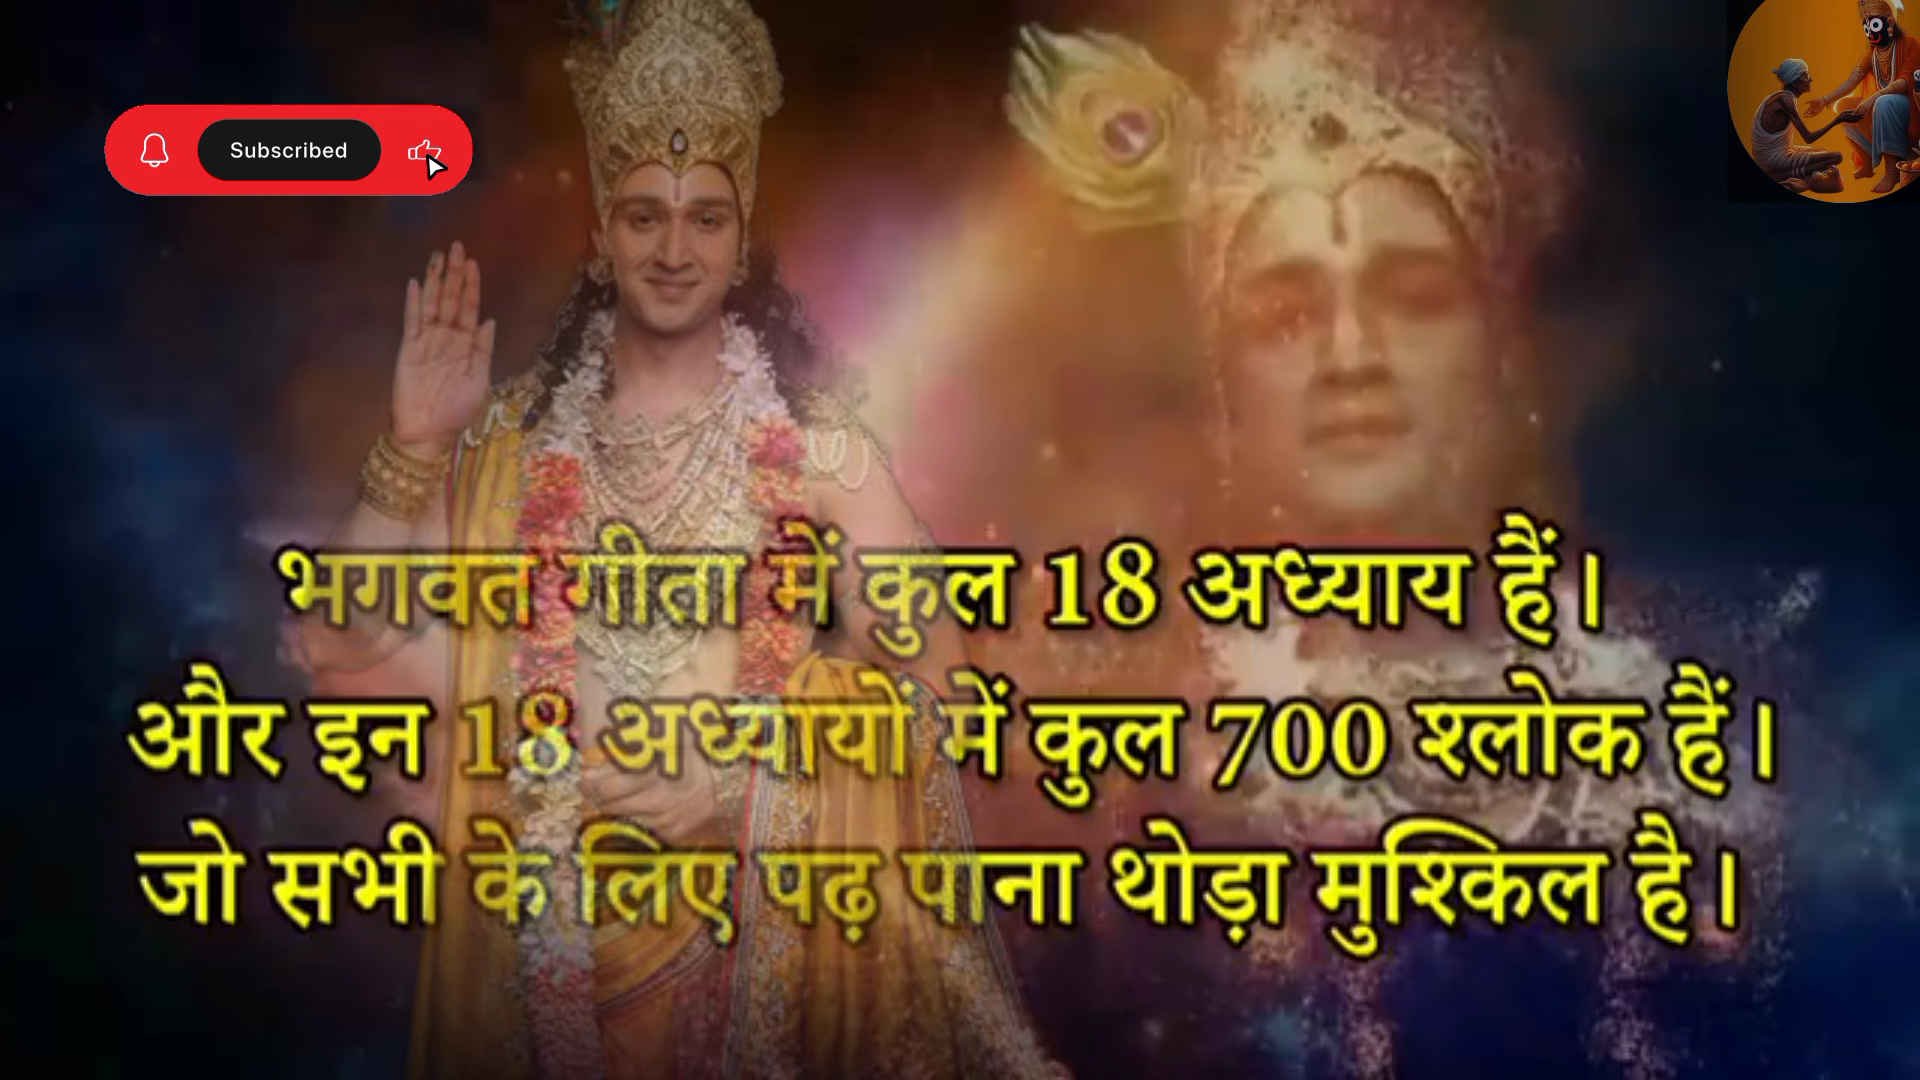 Subscribed
भगवत गीता में कुल 18 अध्याय हैं।
और इन 18 अध्यायों में कुल 700 श्लोक हैं।
जो सभी के लिए पढ़ पाना थोड़ा मुश्किल है।